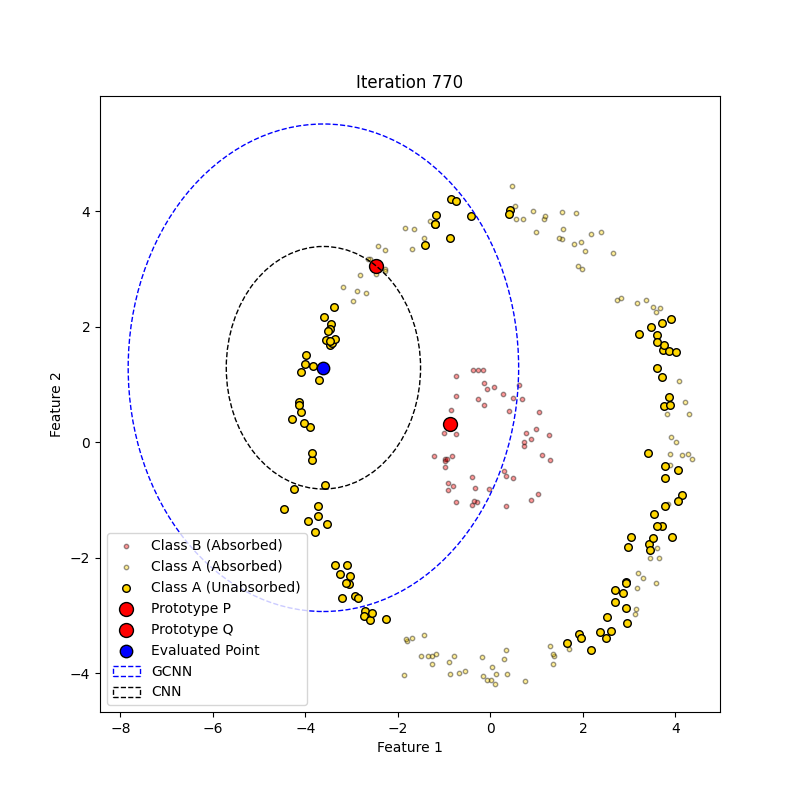 Iteration 770
Feature 2
4
2
0
−2
−4
Class B (Absorbed)
Class A (Absorbed)
Class A (Unabsorbed)
Prototype P
Prototype Q
Evaluated Point
GCNN
CNN
−8
−6
−4
−2
0
2
4
Feature 1